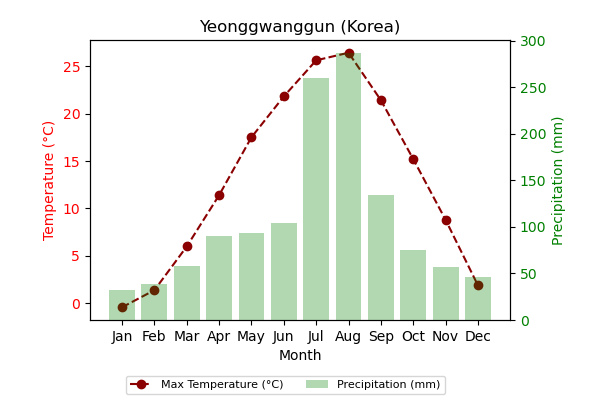 Yeonggwanggun (Korea)
Temperature (°C)
25
20
15
10
5
0
300
250
200
150
100
50
0
Precipitation (mm)
Jan Feb Mar Apr May Jun Jul Aug Sep Oct Nov Dec
Month
Max Temperature (°C) Precipitation (mm)